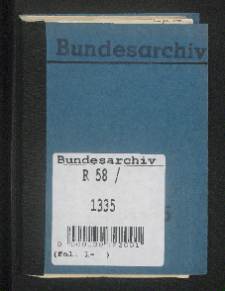 Bundesarchiv
Bundesarchiv
R 58 /
1335
(Fol. 1- )